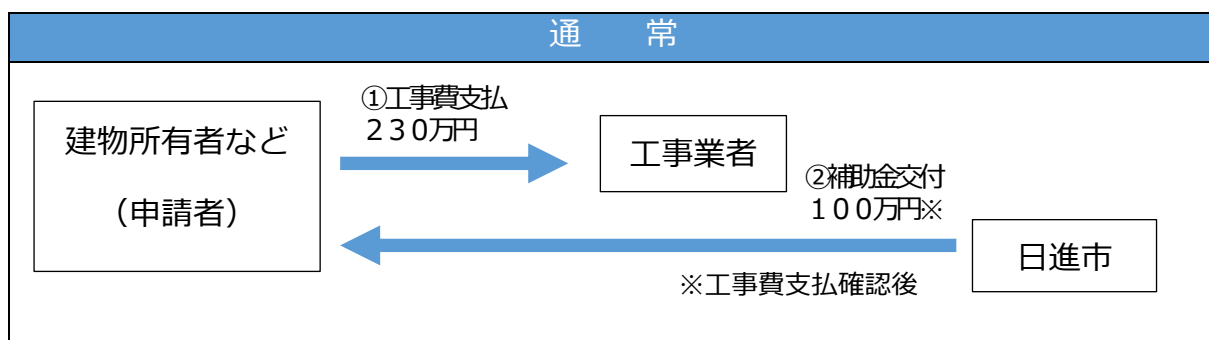 通　常
①工事費支払
２３０万円
建物所有者など
（申請者）
工事業者
②補助金交付
１００万円※
日進市
※工事費支払確認後